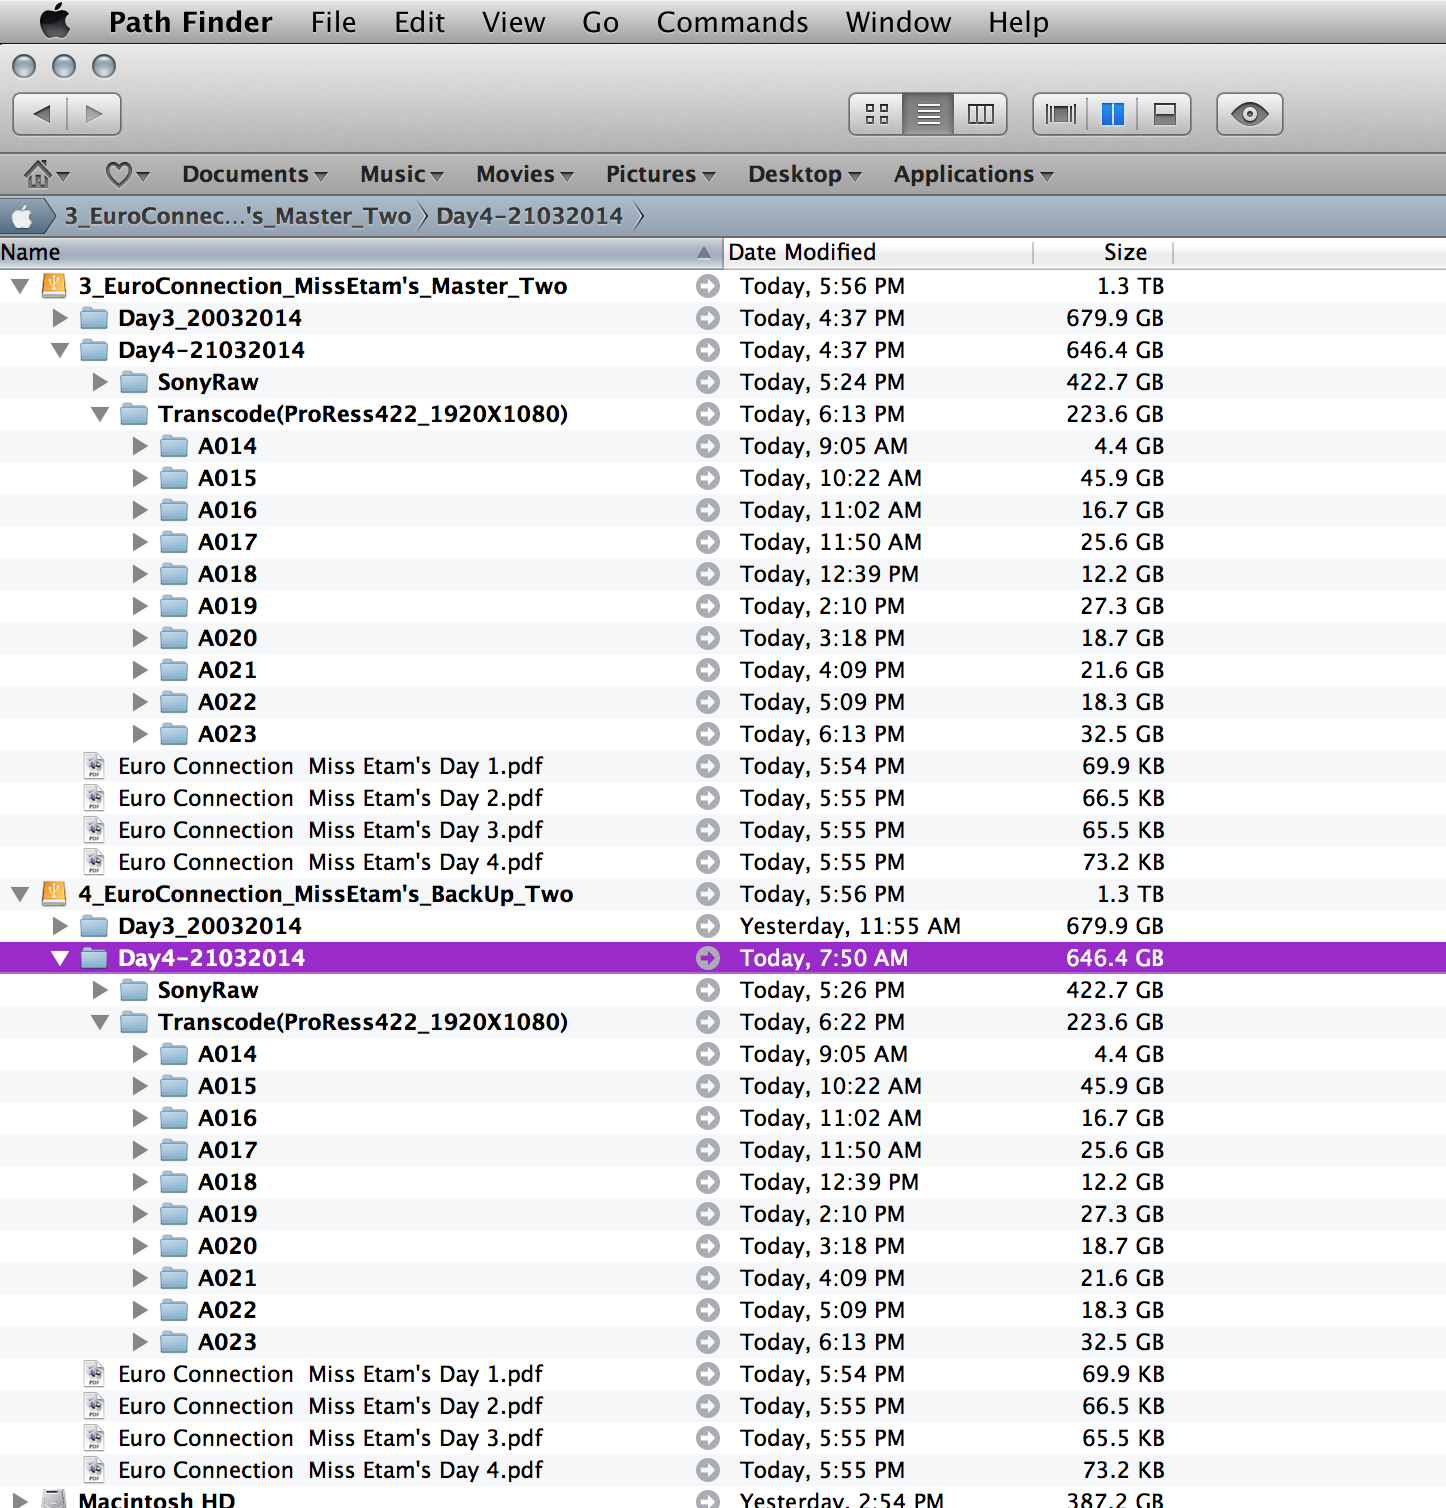 Path Finder File Edit View Go Commands Window Help
Documents Music Movies Pictures Desktop Applications
3_EuroConnec...'s_Master_Two Day4-21032014
Name Date Modified Size
3_EuroConnection_MissEtam's_Master_Two Today, 5:56 PM 1.3 TB
Day3_20032014 Today, 4:37 PM 679.9 GB
Day4-21032014 Today, 4:37 PM 646.4 GB
SonyRaw Today, 5:24 PM 422.7 GB
Transcode(ProRess422_1920X1080) Today, 6:13 PM 223.6 GB
A014 Today, 9:05 AM 4.4 GB
A015 Today, 10:22 AM 45.9 GB
A016 Today, 11:02 AM 16.7 GB
A017 Today, 11:50 AM 25.6 GB
A018 Today, 12:39 PM 12.2 GB
A019 Today, 2:10 PM 27.3 GB
A020 Today, 3:18 PM 18.7 GB
A021 Today, 4:09 PM 21.6 GB
A022 Today, 5:09 PM 18.3 GB
A023 Today, 6:13 PM 32.5 GB
Euro Connection  Miss Etam's Day 1.pdf Today, 5:54 PM 69.9 KB
Euro Connection  Miss Etam's Day 2.pdf Today, 5:55 PM 66.5 KB
Euro Connection  Miss Etam's Day 3.pdf Today, 5:55 PM 65.5 KB
Euro Connection  Miss Etam's Day 4.pdf Today, 5:55 PM 73.2 KB
4_EuroConnection_MissEtam's_BackUp_Two Today, 5:56 PM 1.3 TB
Day3_20032014 Yesterday, 11:55 AM 679.9 GB
Day4-21032014 Today, 7:50 AM 646.4 GB
SonyRaw Today, 5:26 PM 422.7 GB
Transcode(ProRess422_1920X1080) Today, 6:22 PM 223.6 GB
A014 Today, 9:05 AM 4.4 GB
A015 Today, 10:22 AM 45.9 GB
A016 Today, 11:02 AM 16.7 GB
A017 Today, 11:50 AM 25.6 GB
A018 Today, 12:39 PM 12.2 GB
A019 Today, 2:10 PM 27.3 GB
A020 Today, 3:18 PM 18.7 GB
A021 Today, 4:09 PM 21.6 GB
A022 Today, 5:09 PM 18.3 GB
A023 Today, 6:13 PM 32.5 GB
Euro Connection  Miss Etam's Day 1.pdf Today, 5:54 PM 69.9 KB
Euro Connection  Miss Etam's Day 2.pdf Today, 5:55 PM 66.5 KB
Euro Connection  Miss Etam's Day 3.pdf Today, 5:55 PM 65.5 KB
Euro Connection  Miss Etam's Day 4.pdf Today, 5:55 PM 73.2 KB
Macintosh HD Yesterday, 2:54 PM 387.2 GB